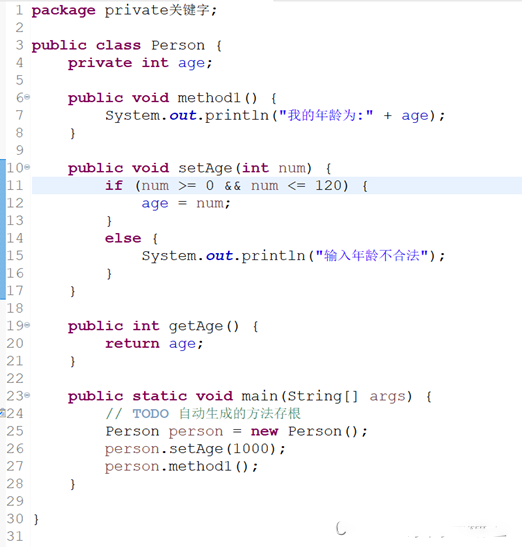 1 package private关键字;
2
3 public class Person {
4 private int age;
5
6 public void method1() {
7 System.out.println("我的年龄为:" + age);
8 }
9
10 public void setAge(int num) {
11 if (num >= 0 && num <= 120) {
12 age = num;
13 }
14 else {
15 System.out.println("输入年龄不合法");
16 }
17 }
18
19 public int getAge() {
20 return age;
21 }
22
23 public static void main(String[] args) {
24 // TODO 自动生成的方法存根
25 Person person = new Person();
26 person.setAge(1000);
27 person.method1();
28 }
29
30 }
31